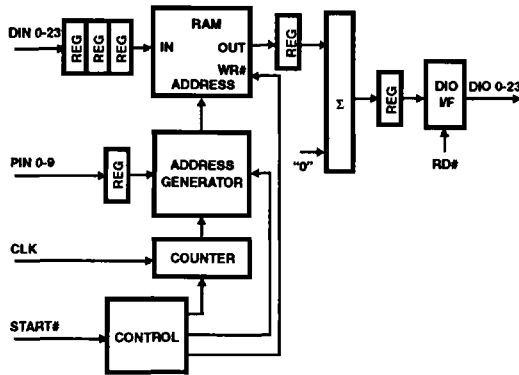 DIN 0-23
REG
REG
REG
RAM
IN
OUT
WR#
ADDRESS
REG
Σ
"0"
REG
DIO
I/F
DIO 0-23
RD#
PIN 0-9
REG
ADDRESS
GENERATOR
CLK
COUNTER
START#
CONTROL